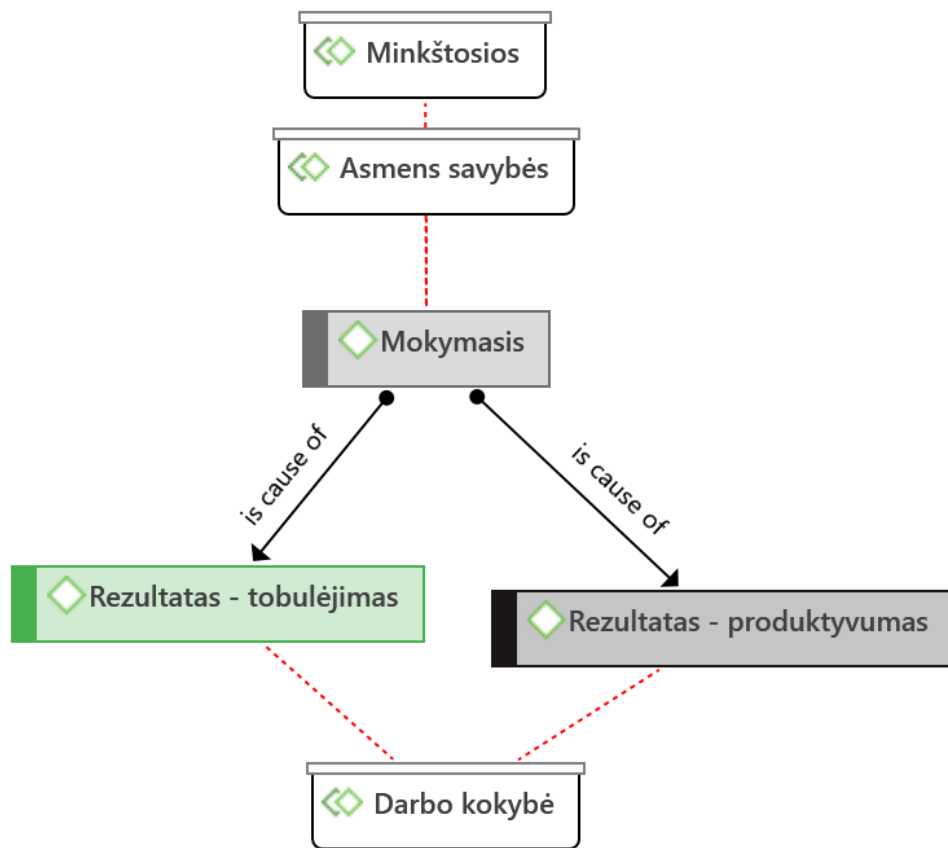 Minkštosios
Asmens savybės
Mokymasis
is cause of
is cause of
Rezultatas - tobulėjimas
Rezultatas - produktyvumas
Darbo kokybė